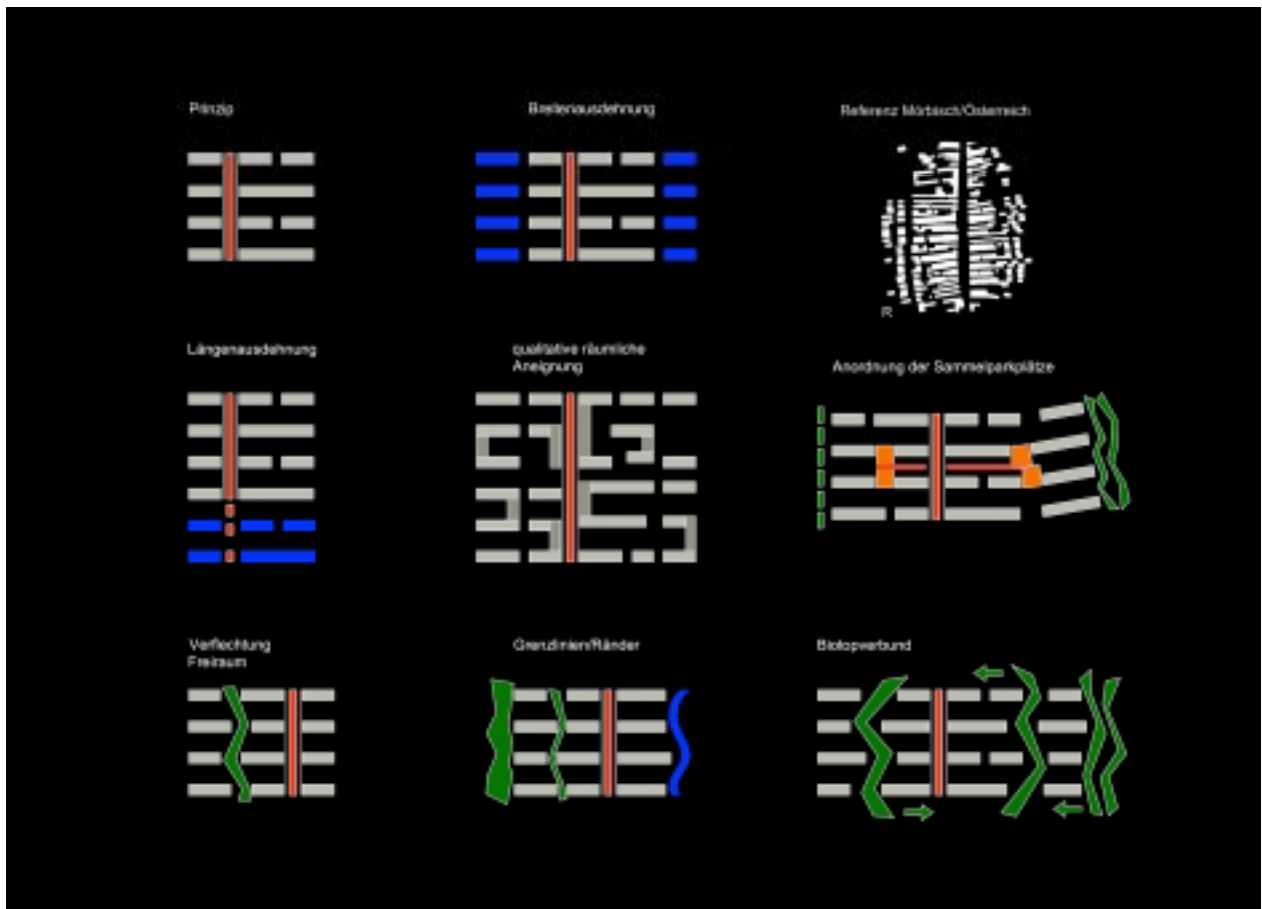 Prinzip
Breitenausdehnung
Referenz Mörbisch/Österreich
R
Längenausdehnung
qualitative räumliche
Aneignung
Anordnung der Sammelparkplätze
Verflechtung
Freiraum
Grenzlinien/Ränder
Biotopverbund